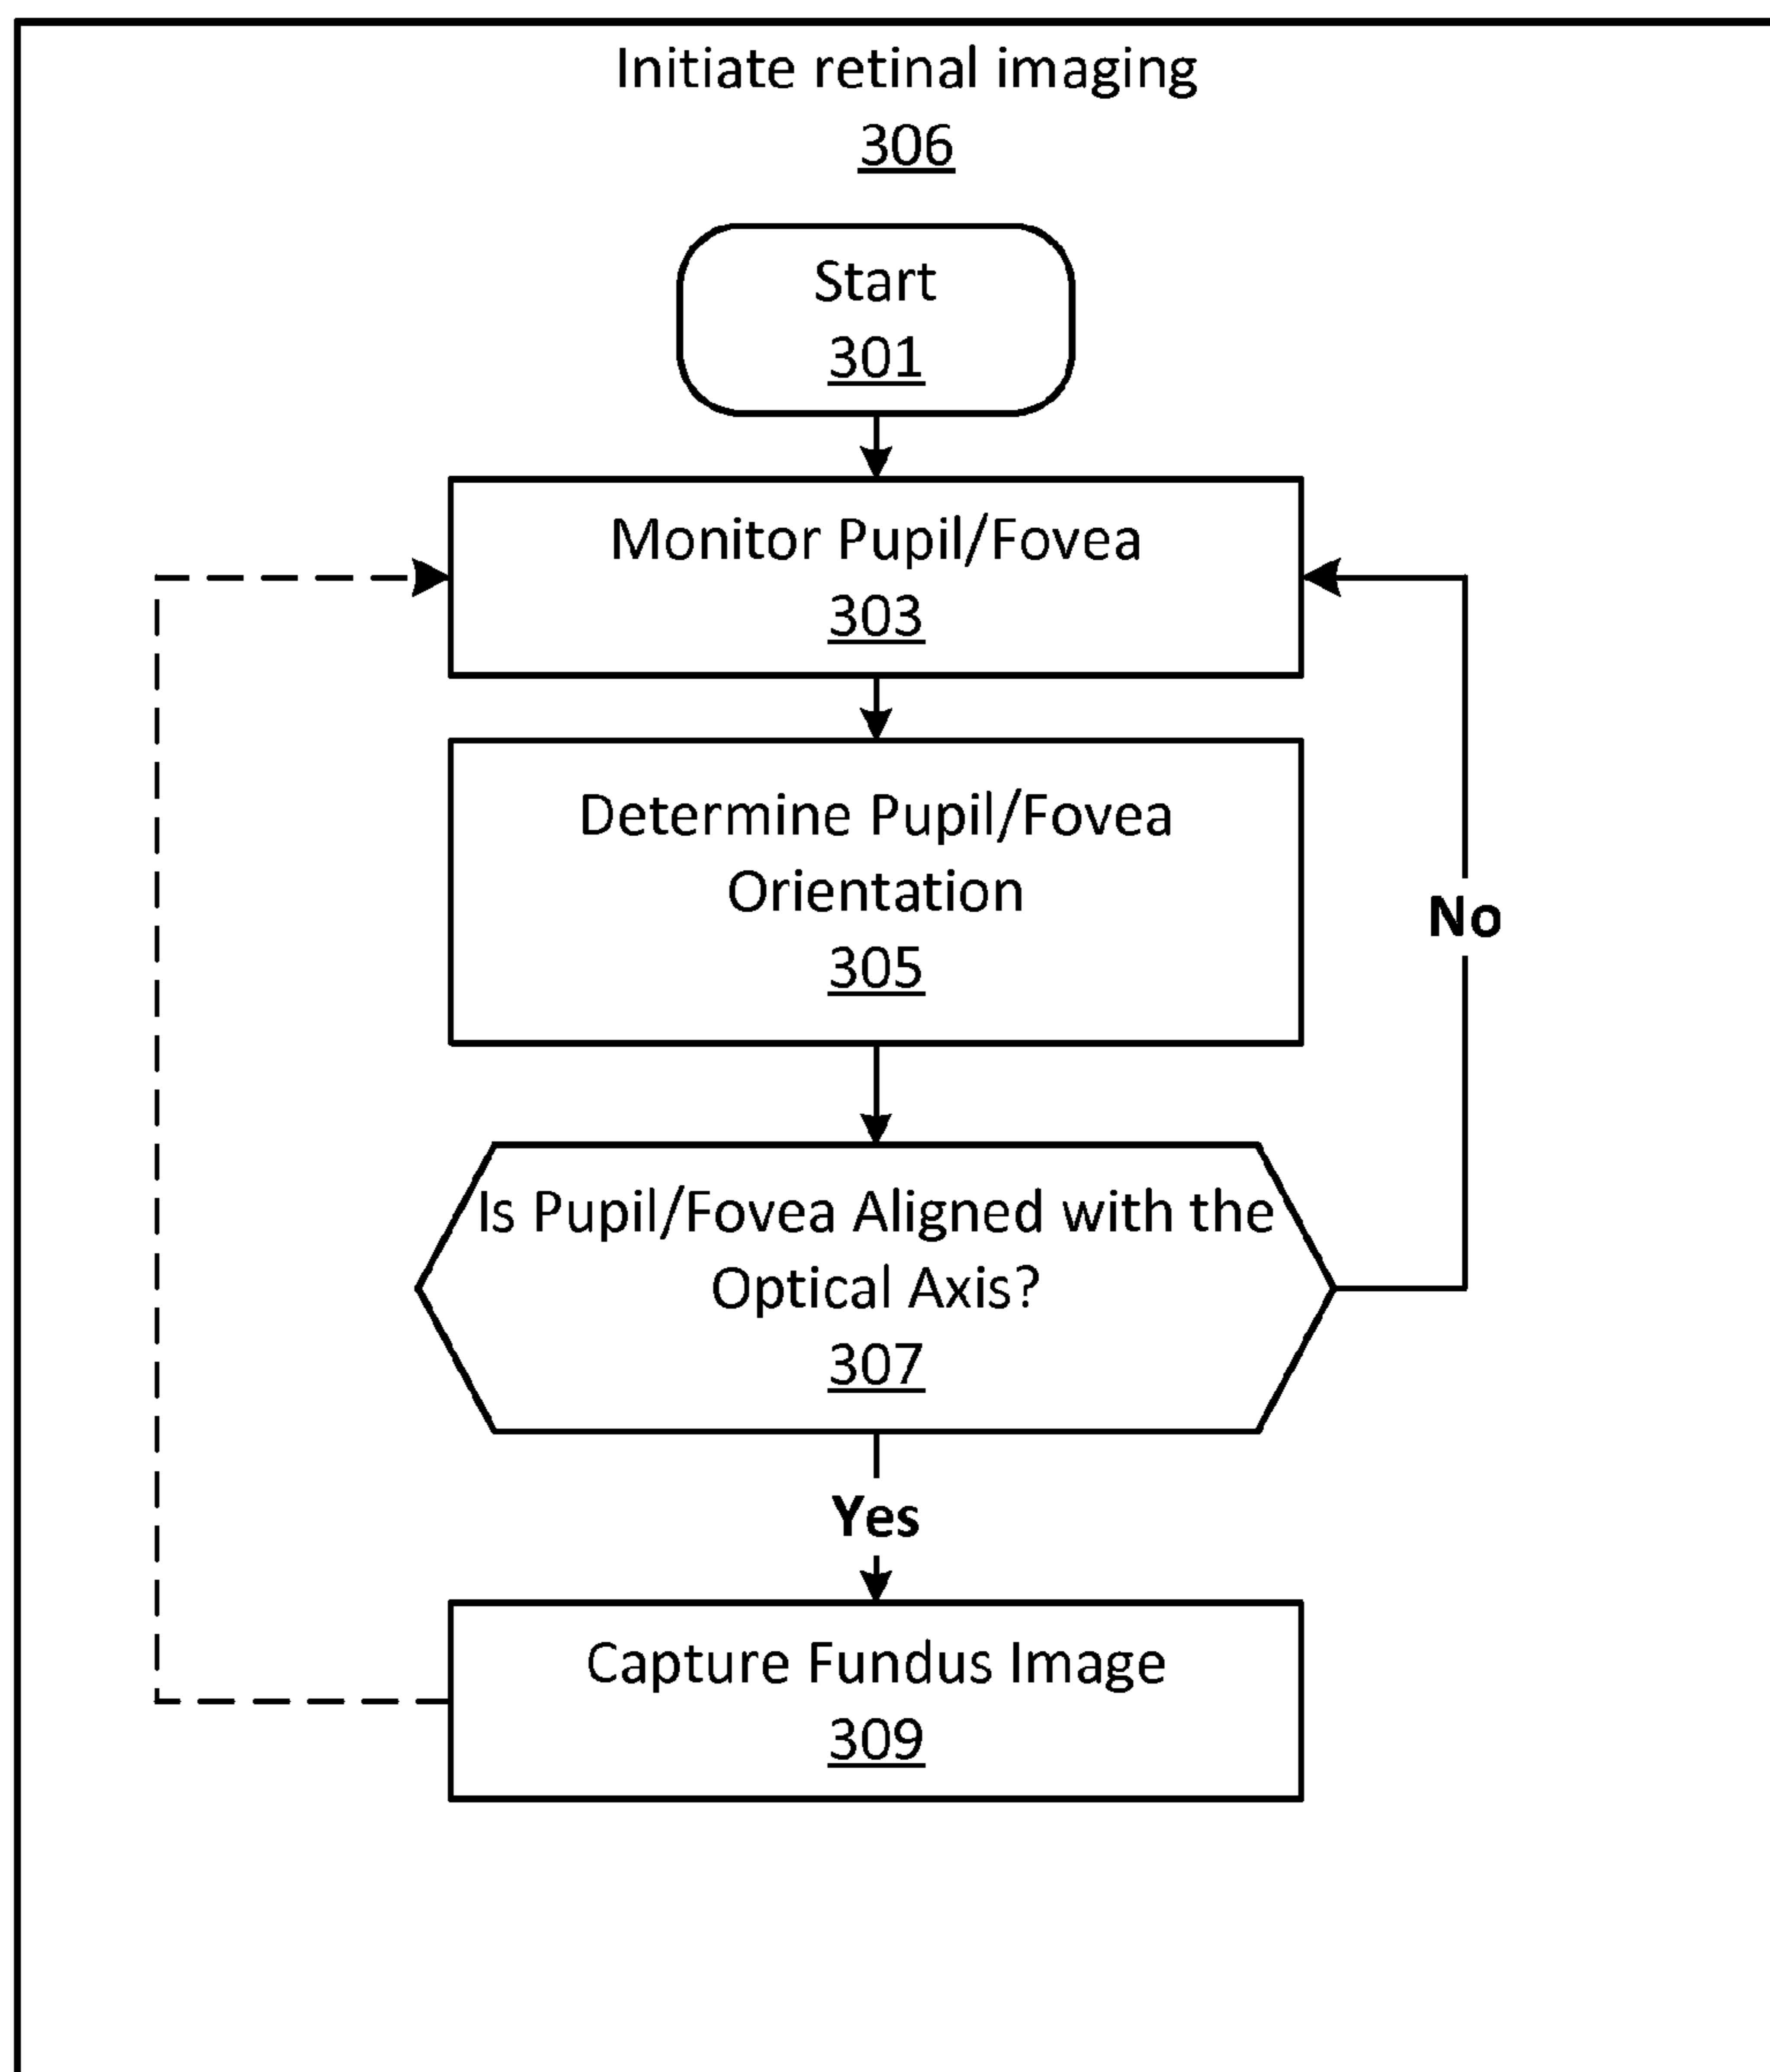 Initiate retinal imaging
306
Start
301
Monitor Pupil/Fovea
303
Determine Pupil/Fovea
Orientation
305
No
Is Pupil/Fovea Aligned with the
Optical Axis?
307
Yes
Capture Fundus Image
309